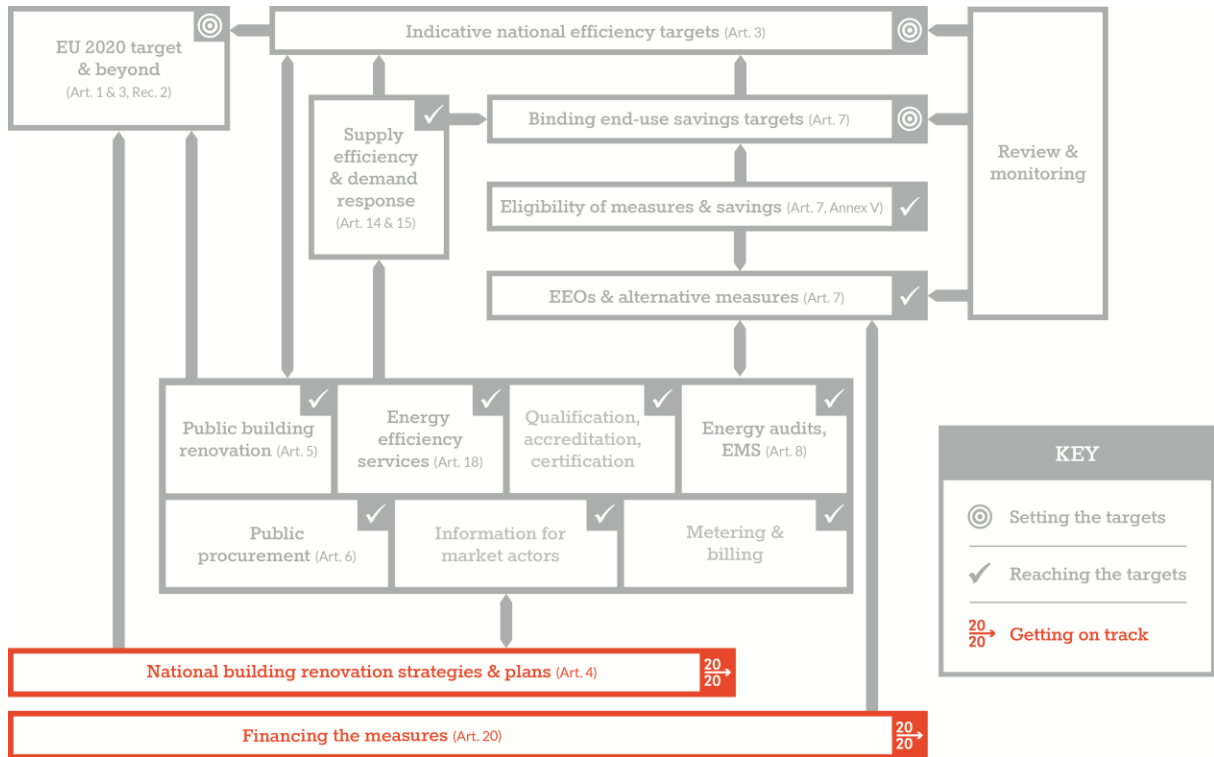 EU 2020 target
& beyond
(Art. 1 & 3, Rec. 2)
Indicative national efficiency targets (Art. 3)
Supply
efficiency
& demand
response
(Art. 14 & 15)
Binding end-use savings targets (Art. 7)
Eligibility of measures & savings (Art. 7, Annex V)
EEOs & alternative measures (Art. 7)
Review &
monitoring
Public building
renovation (Art. 5)
Energy
efficiency
services (Art. 18)
Qualification,
accreditation,
certification
Energy audits,
EMS (Art. 8)
Public
procurement (Art. 6)
Information for
market actors
Metering &
billing
National building renovation strategies & plans (Art. 4)
20
20
Financing the measures (Art. 20)
20
20
KEY
Setting the targets
Reaching the targets
20
20
Getting on track